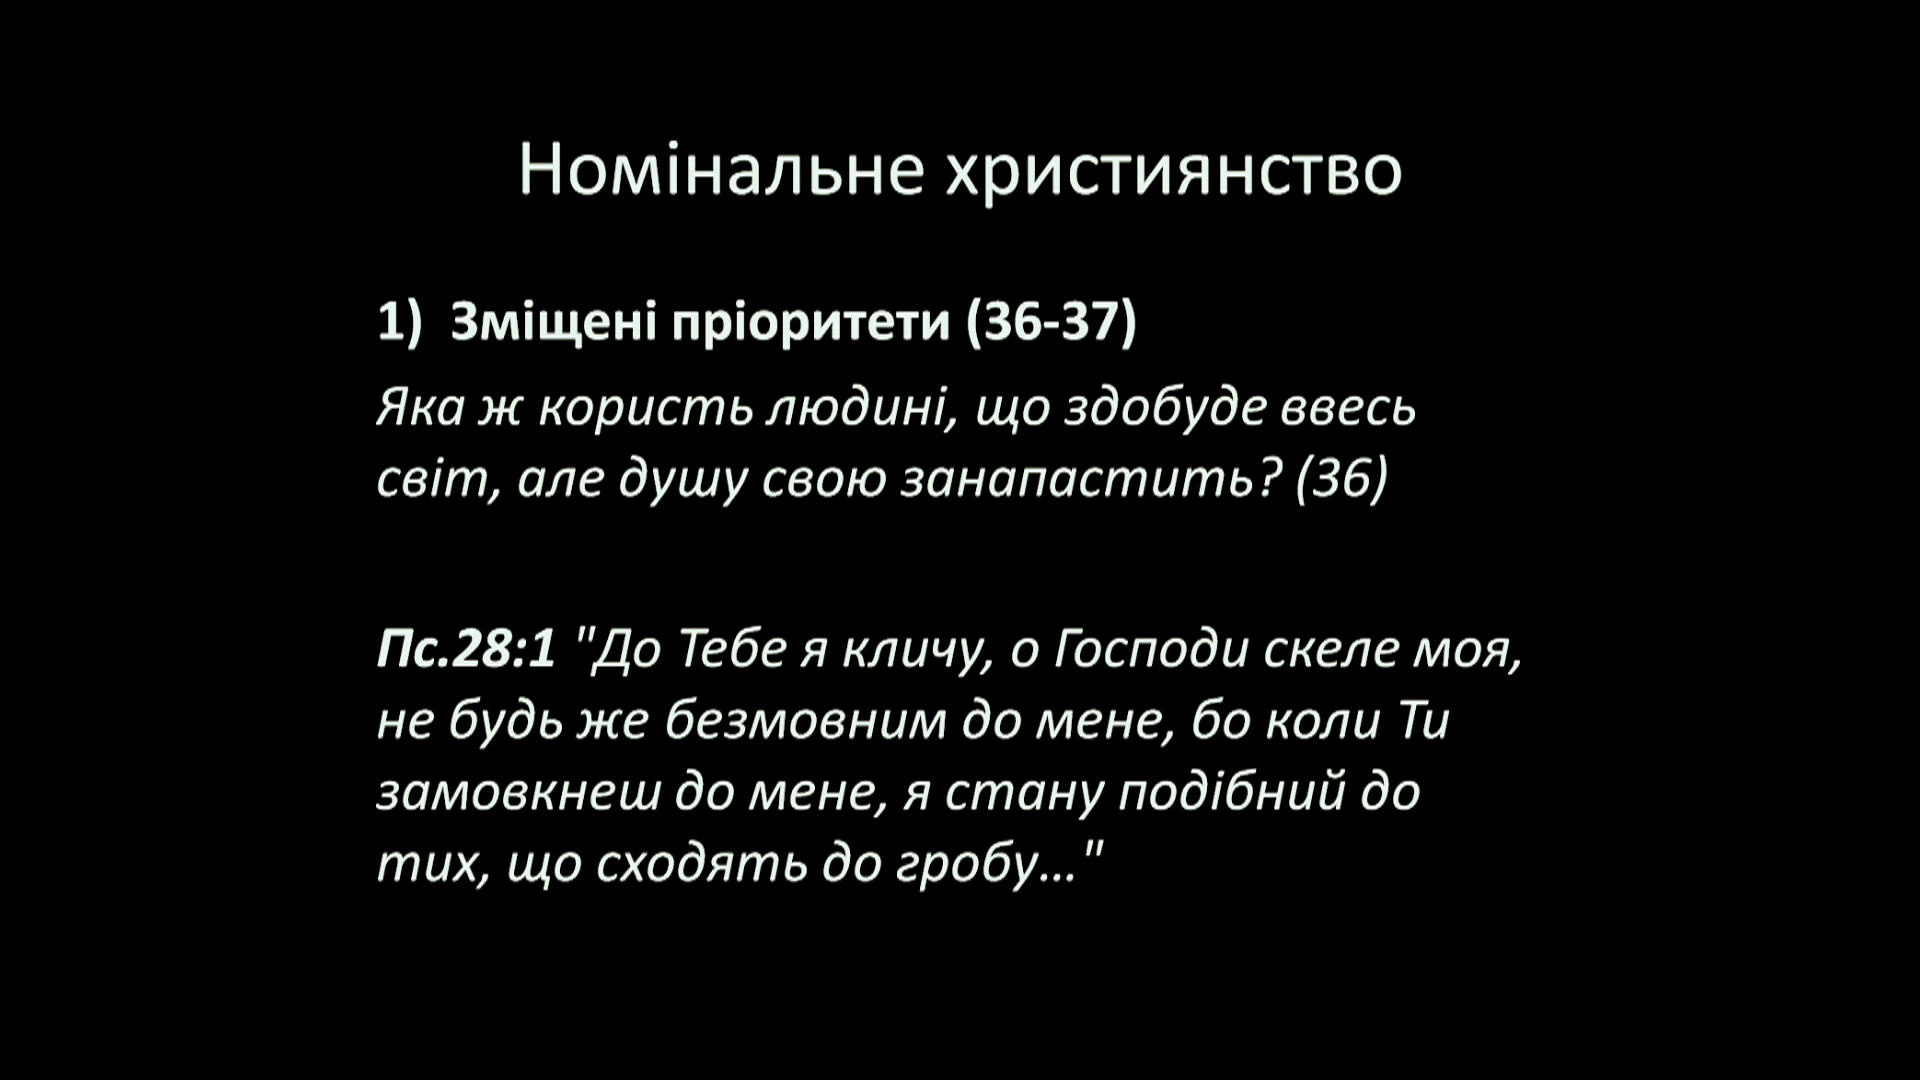 Номінальне християнство
1) Зміщені пріоритети (36-37)
Яка ж користь людині, що здобуде ввесь
світ, але душу свою занапастить? (36)
Пс.28:1 "До Тебе я кличу, о Господи скеле моя,
не будь же безмовним до мене, бо коли Ти
замовкнеш до мене, я стану подібний до
тих, що сходять до гробу…"